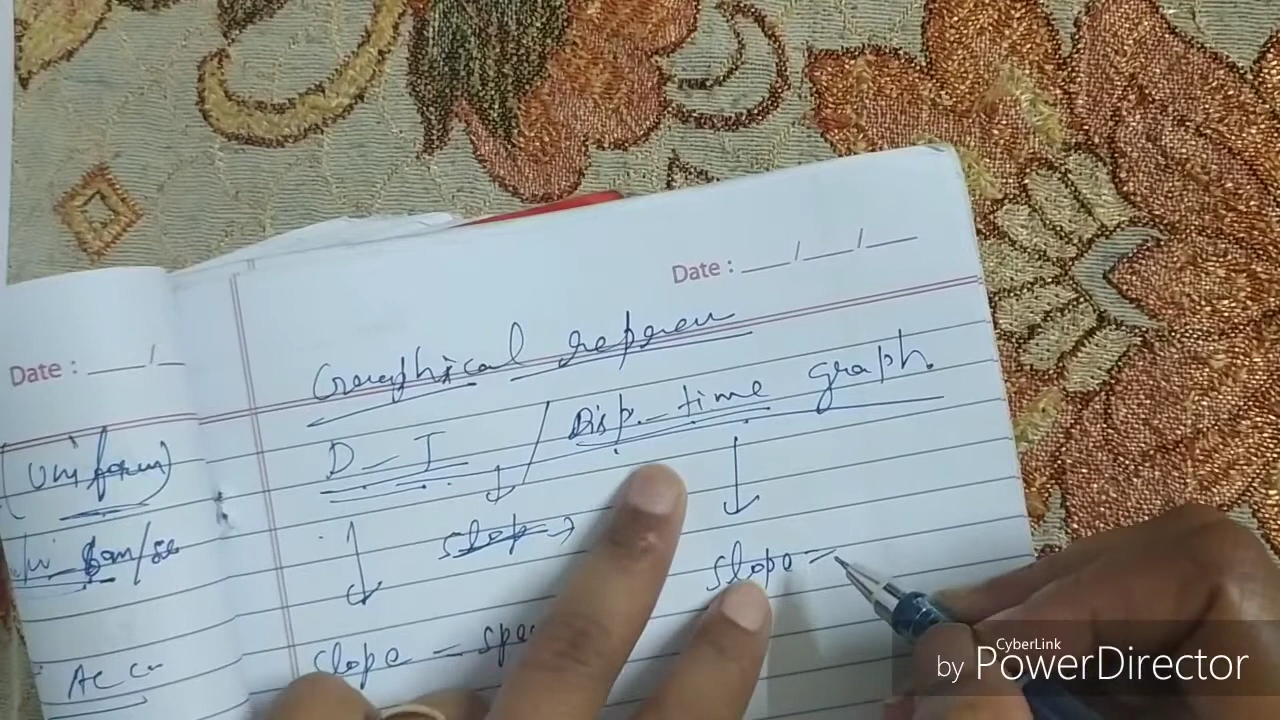 Date : ___/___/___
Graphical represen
D - T / Disp. - time graph.
slope →
slope =
slope - spe
Date : ___/_
(Uniform)
Acc
CyberLink
by PowerDirector